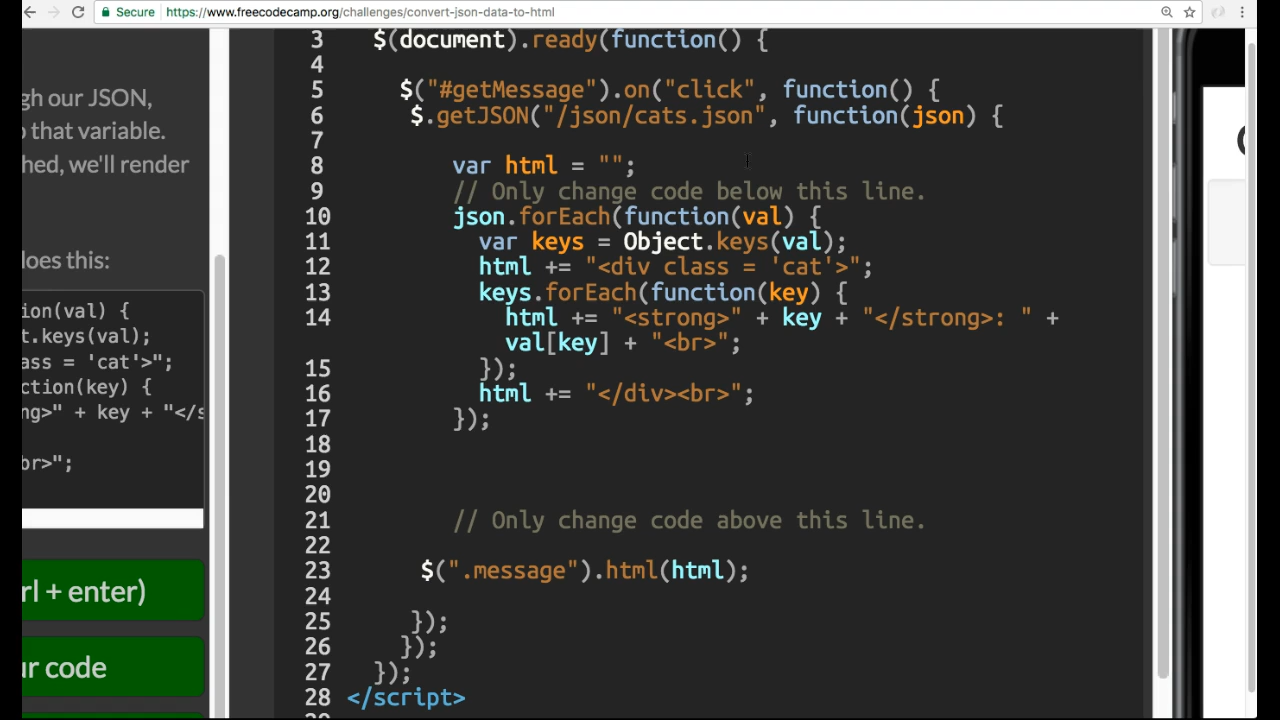 Secure
https://www.freecodecamp.org/challenges/convert-json-data-to-html
gh our JSON,
o that variable.
hed, we'll render
does this:
ion(val) {
t.keys(val);
ass = 'cat'>";
ction(key) {
ng>" + key + "</s
br>";
rl + enter)
ur code
3 $(document).ready(function() {
4
5 $("#getMessage").on("click", function() {
6 $.getJSON("/json/cats.json", function(json) {
7
8 var html = "";
9 // Only change code below this line.
10 json.forEach(function(val) {
11 var keys = Object.keys(val);
12 html += "<div class = 'cat'>";
13 keys.forEach(function(key) {
14 html += "<strong>" + key + "</strong>: " +
val[key] + "<br>";
15 });
16 html += "</div><br>";
17 });
18
19
20
21 // Only change code above this line.
22
23 $(".message").html(html);
24
25 });
26 });
27 });
28 </script>